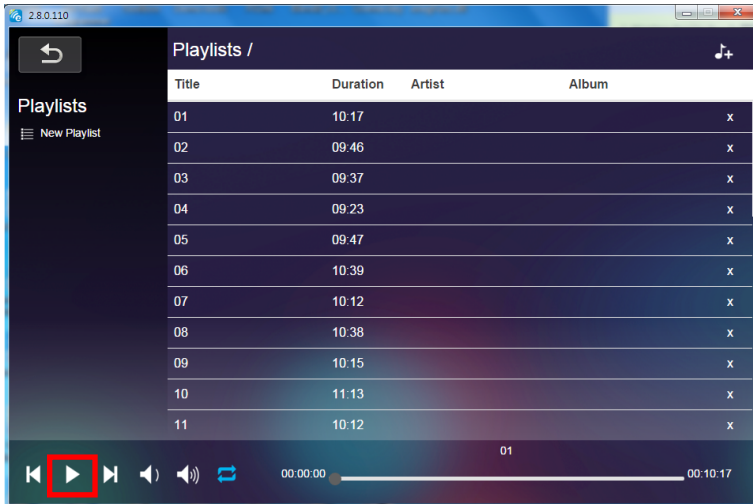 2.8.0.110
Playlists /
Playlists
New Playlist
Title Duration Artist Album
01 10:17 x
02 09:46 x
03 09:37 x
04 09:23 x
05 09:47 x
06 10:39 x
07 10:12 x
08 10:38 x
09 10:15 x
10 11:13 x
11 10:12 x
01
00:00:00 00:10:17